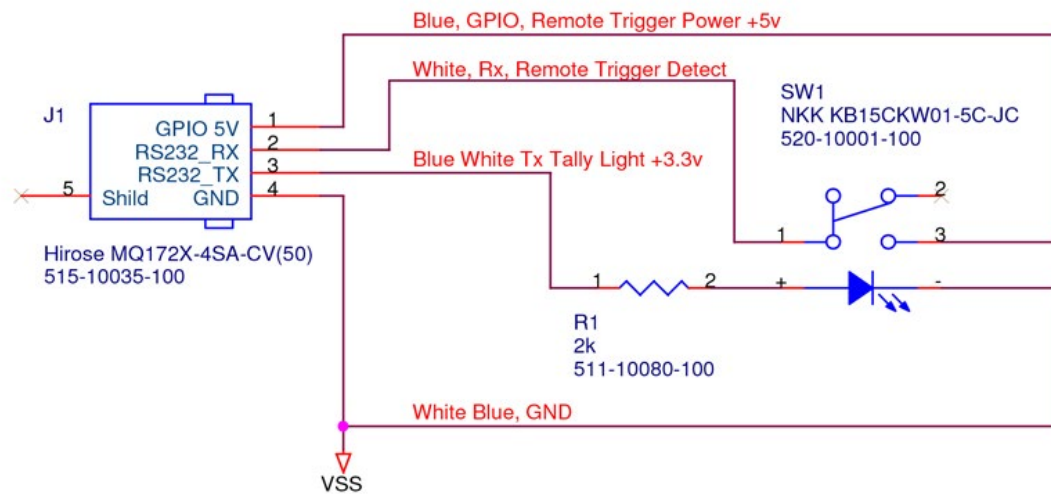 Blue, GPIO, Remote Trigger Power +5v
White, Rx, Remote Trigger Detect
SW1
NKK KB15CKW01-5C-JC
520-10001-100
J1
GPIO 5V 1
RS232_RX 2
RS232_TX 3
5 Shild GND 4
Blue White Tx Tally Light +3.3v
2
1 3
Hirose MQ172X-4SA-CV(50)
515-10035-100
1 2 + -
R1
2k
511-10080-100
White Blue, GND
VSS